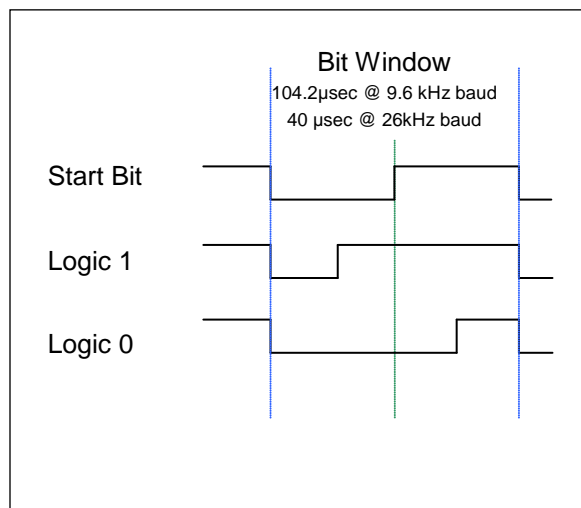 Bit Window
104.2µsec @ 9.6 kHz baud
40 µsec @ 26kHz baud
Start Bit
Logic 1
Logic 0